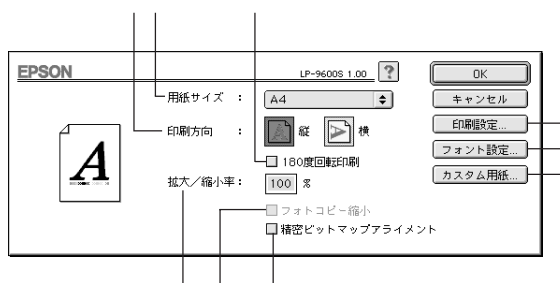 EPSON
LP-9600S 1.00
?
OK
用紙サイズ ：
A4
キャンセル
印刷方向 ：
縦
横
印刷設定...
180度回転印刷
フォント設定...
拡大／縮小率：
100 %
カスタム用紙...
フォトコピー縮小
精密ビットマップアライメント
A